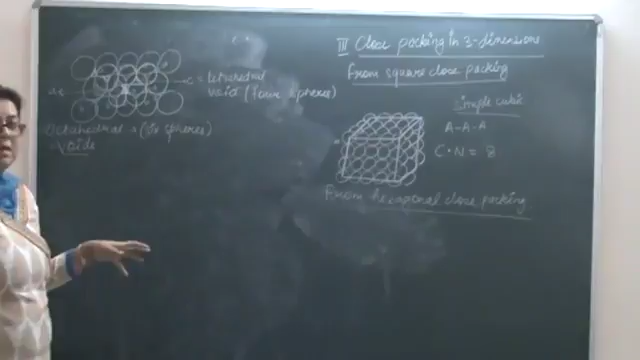 c = tetrahedral
void (four spheres)
Octahedral = (six spheres)
voids
III Close packing in 3-dimensions
From square close packing
Simple cubic
A-A-A
C.N = 8
From hexagonal close packing